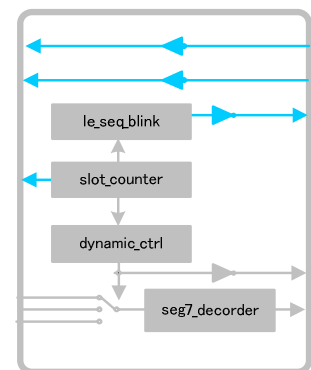 le_seq_blink
slot_counter
dynamic_ctrl
seg7_decorder